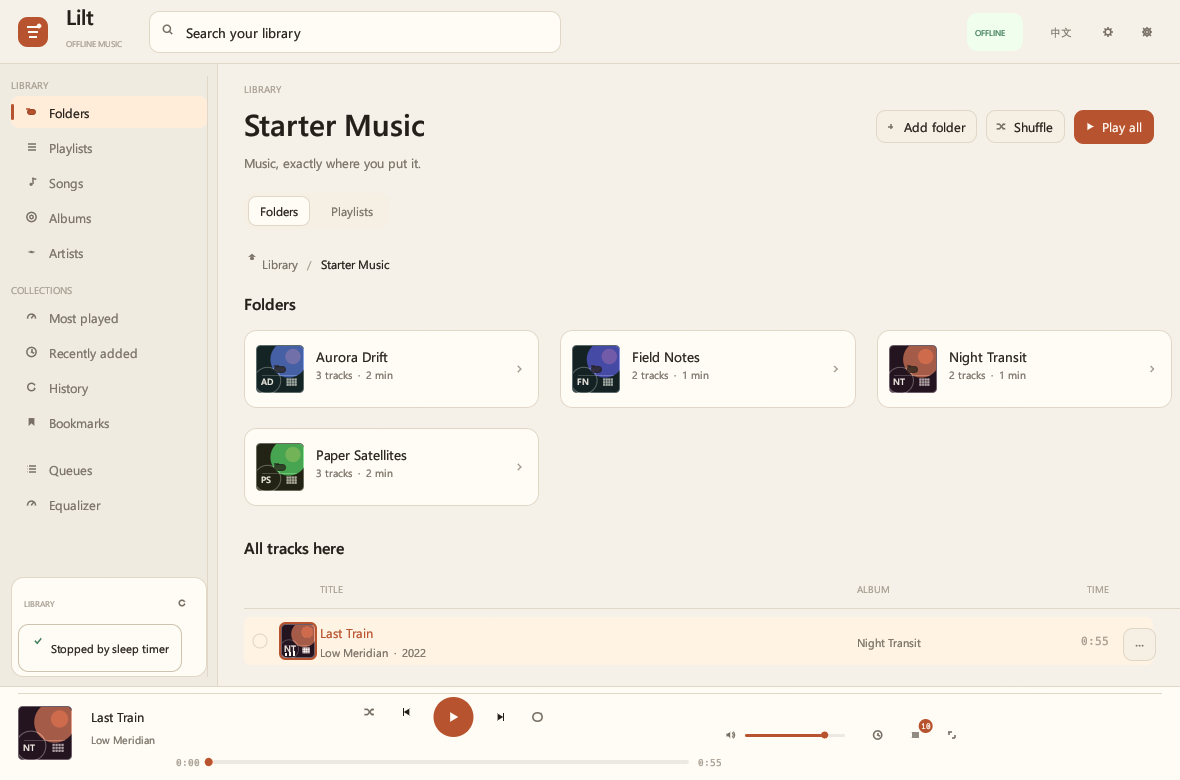 Lilt
OFFLINE MUSIC
Search your library
OFFLINE
中文
LIBRARY
Folders
Playlists
Songs
Albums
Artists
COLLECTIONS
Most played
Recently added
History
Bookmarks
Queues
Equalizer
LIBRARY
Stopped by sleep timer
LIBRARY
Starter Music
Music, exactly where you put it.
Add folder
Shuffle
Play all
Folders
Playlists
Library / Starter Music
Folders
AD
Aurora Drift
3 tracks · 2 min
FN
Field Notes
2 tracks · 1 min
NT
Night Transit
2 tracks · 1 min
PS
Paper Satellites
3 tracks · 2 min
All tracks here
TITLE ALBUM TIME
NT
Last Train
Low Meridian · 2022
Night Transit
0:55
...
NT
Last Train
Low Meridian
0:00
0:55
10